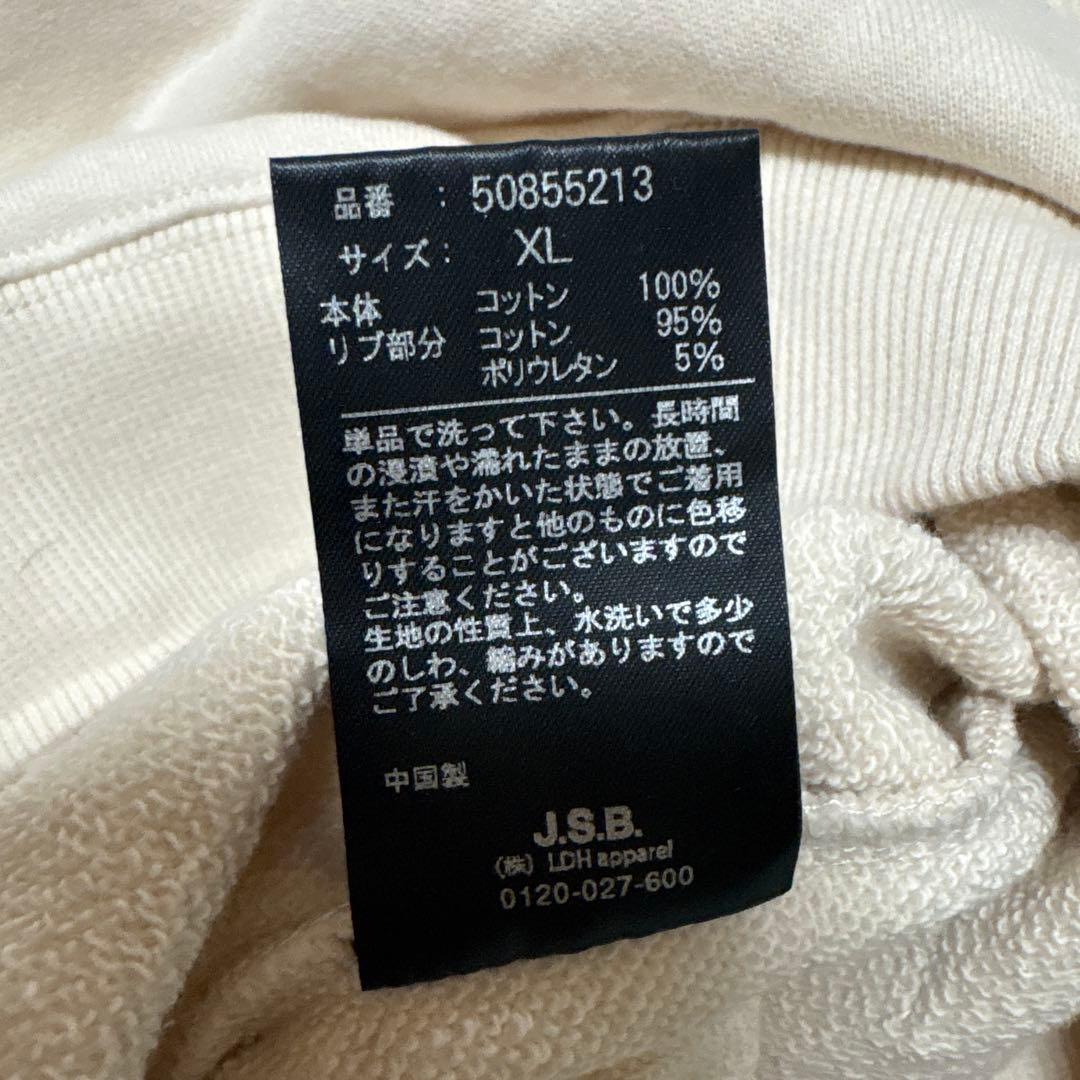 品番 : 50855213
サイズ: XL
本体 コットン 100%
リブ部分 コットン 95%
ポリウレタン 5%
単品で洗って下さい。長時間
の浸漬や濡れたままの放置、
また汗をかいた状態でご着用
になりますと他のものに色移
りすることがございますので
ご注意ください。
生地の性質上、水洗いで多少
のしわ、縮みがありますので
ご了承ください。
中国製
J.S.B.
(株) LDH apparel
0120-027-600